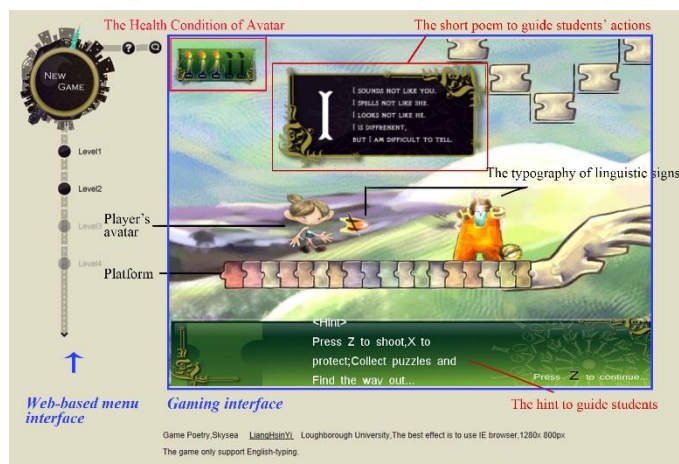 The Health Condition of Avatar
The short poem to guide students' actions
NEW
GAME
?
I
I SOUNDS NOT LIKE YOU.
I SPELLS NOT LIKE SHE.
I LOOKS NOT LIKE HE.
I IS DIFFRENENT,
BUT I AM DIFFICULT TO TELL.
Level1
Level2
Level3
Level4
The typography of linguistic signs
Player's
avatar
Platform
<Hint>
Press Z to shoot,X to
protect;Collect puzzles and
Find the way out...
Press Z to continue...
Web-based menu
interface
Gaming interface
The hint to guide students
Game Poetry,Skysea LiangHsinYi Loughborough University,The best effect is to use IE browser,1280x 800px
The game only support English-typing.